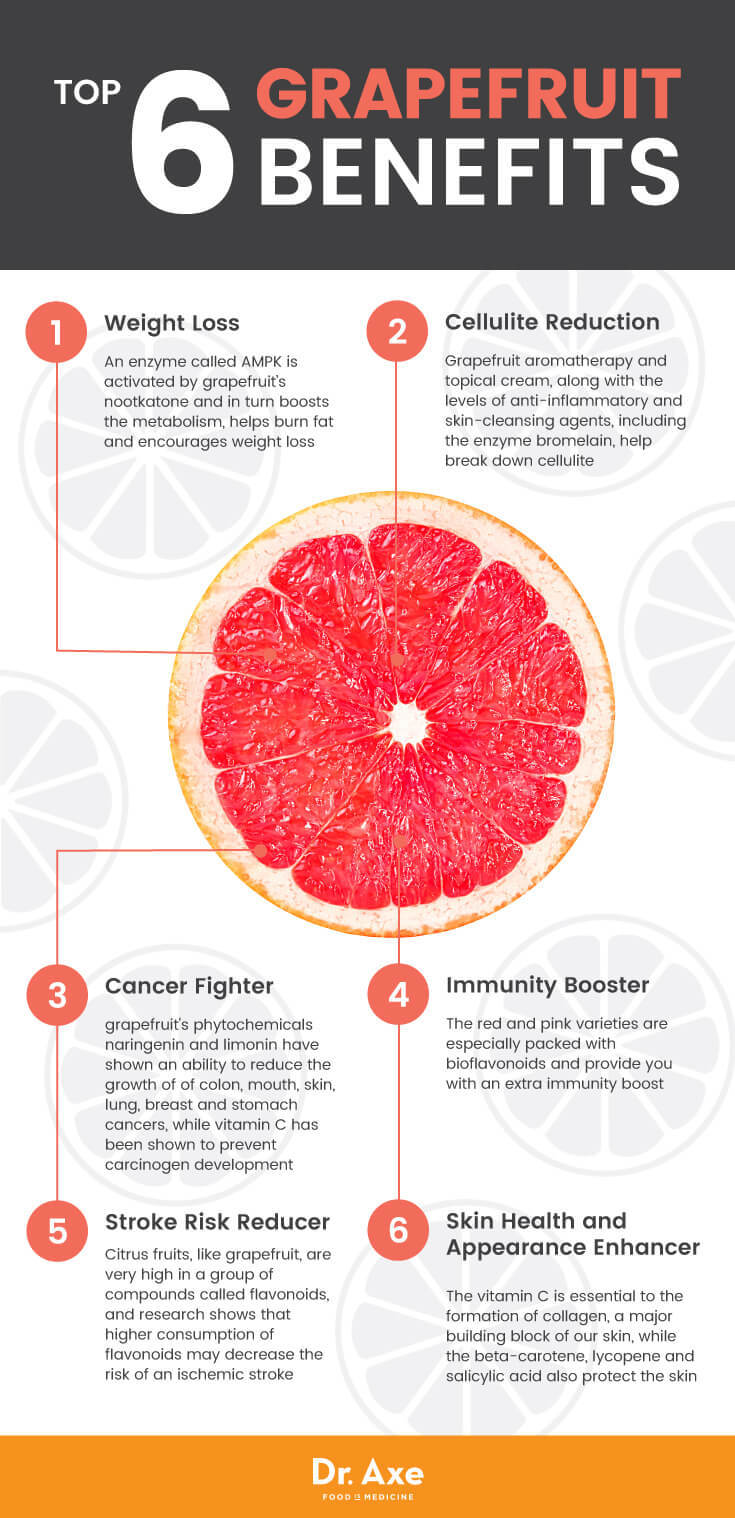 TOP 6 GRAPEFRUIT
BENEFITS
1
Weight Loss
An enzyme called AMPK is
activated by grapefruit's
nootkatone and in turn boosts
the metabolism, helps burn fat
and encourages weight loss
2
Cellulite Reduction
Grapefruit aromatherapy and
topical cream, along with the
levels of anti-inflammatory and
skin-cleansing agents, including
the enzyme bromelain, help
break down cellulite
3
Cancer Fighter
grapefruit's phytochemicals
naringenin and limonin have
shown an ability to reduce the
growth of of colon, mouth, skin,
lung, breast and stomach
cancers, while vitamin C has
been shown to prevent
carcinogen development
4
Immunity Booster
The red and pink varieties are
especially packed with
bioflavonoids and provide you
with an extra immunity boost
5
Stroke Risk Reducer
Citrus fruits, like grapefruit, are
very high in a group of
compounds called flavonoids,
and research shows that
higher consumption of
flavonoids may decrease the
risk of an ischemic stroke
6
Skin Health and
Appearance Enhancer
The vitamin C is essential to the
formation of collagen, a major
building block of our skin, while
the beta-carotene, lycopene and
salicylic acid also protect the skin
Dr. Axe
FOOD IS MEDICINE